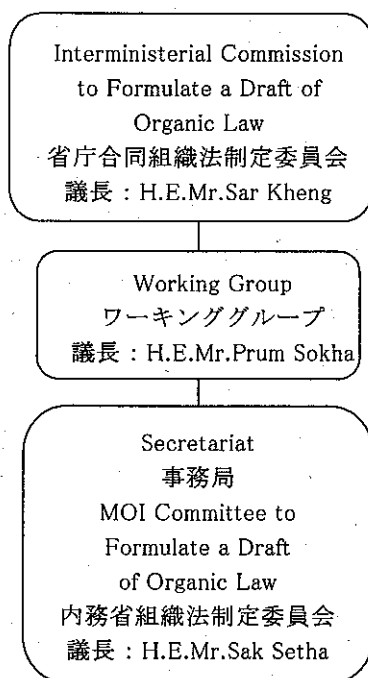 Interministerial Commission
to Formulate a Draft of
Organic Law
省庁合同組織法制定委員会
議長：H.E.Mr.Sar Kheng
Working Group
ワーキンググループ
議長：H.E.Mr.Prum Sokha
Secretariat
事務局
MOI Committee to
Formulate a Draft
of Organic Law
内務省組織法制定委員会
議長：H.E.Mr.Sak Setha